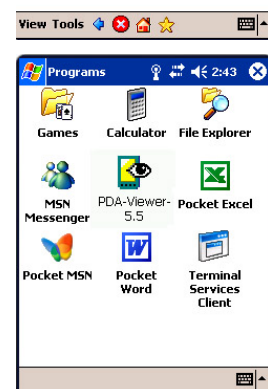 View Tools
Programs 2:43
Games Calculator File Explorer
MSN Messenger PDA-Viewer-5.5 Pocket Excel
Pocket MSN Pocket Word Terminal Services Client